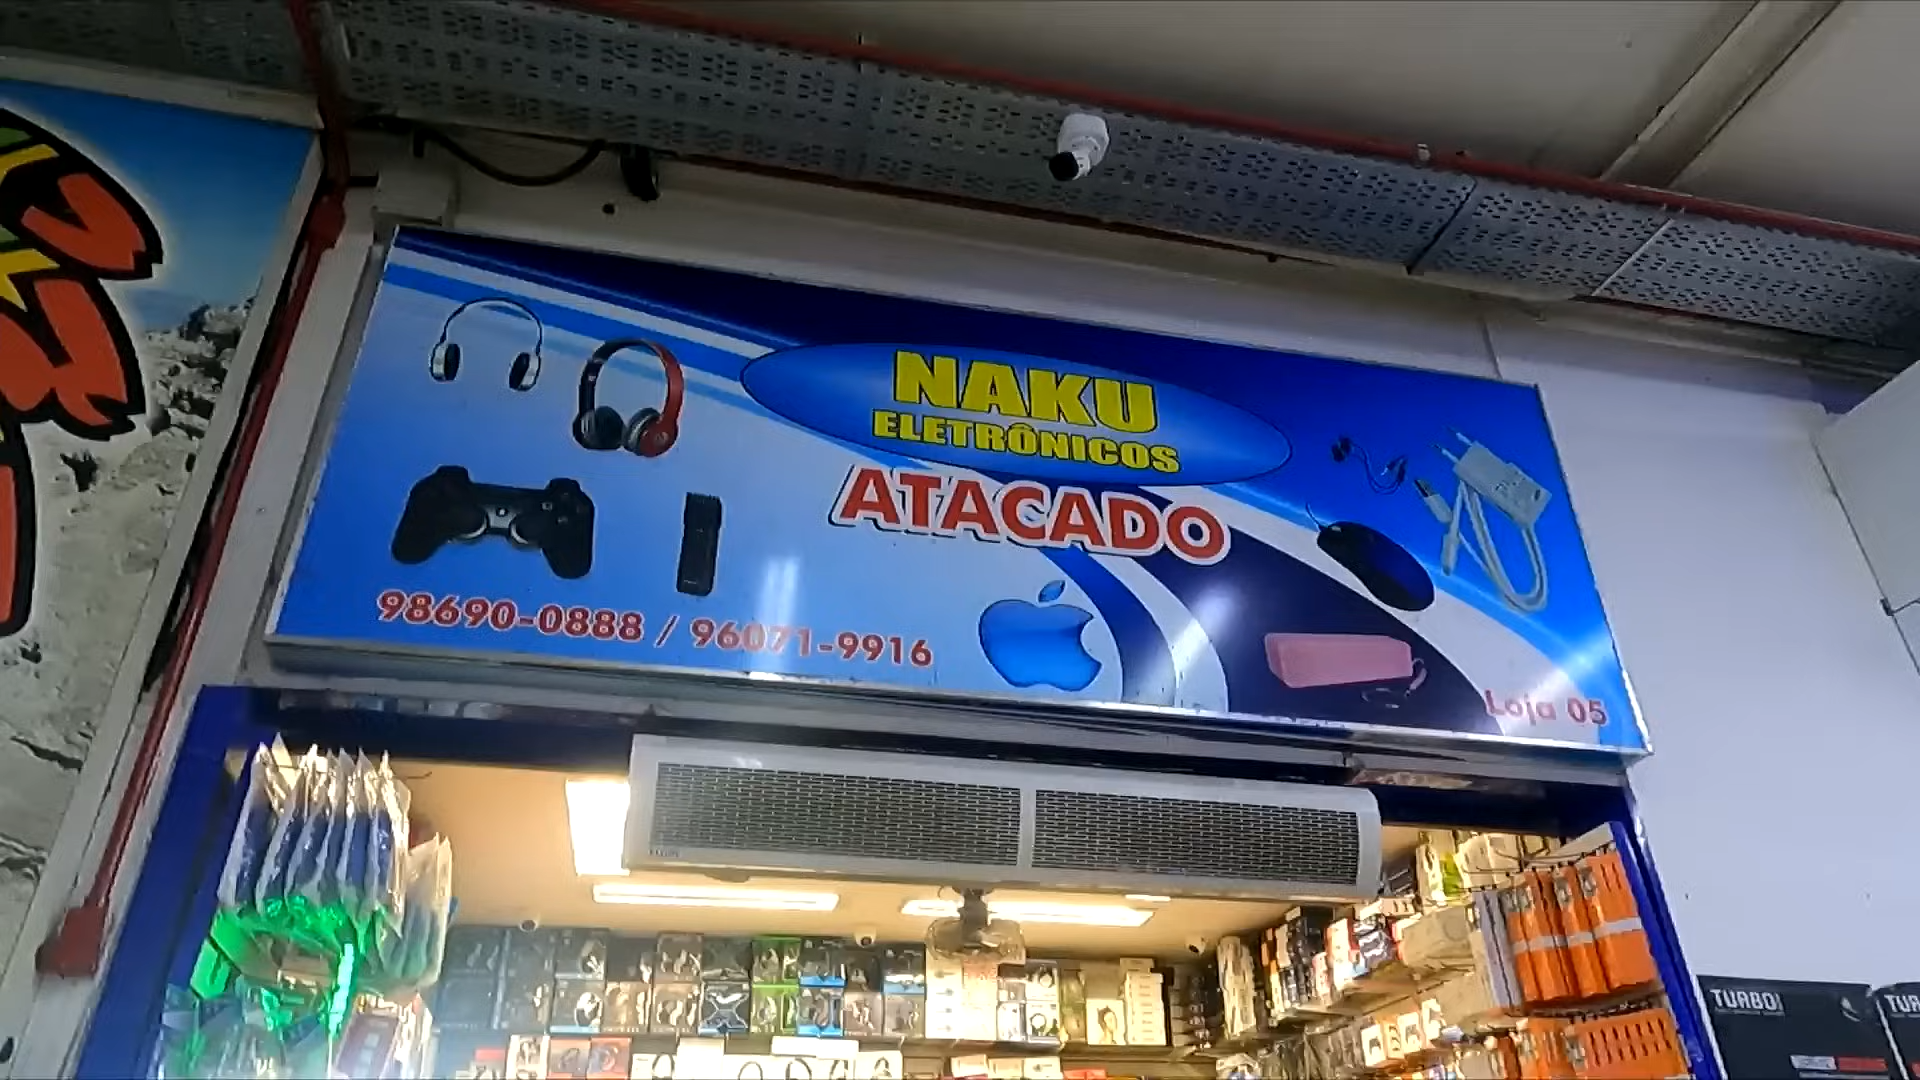 NAKU
ELETRÔNICOS
ATACADO
98690-0888 / 96071-9916
Loja 05
TURBO!